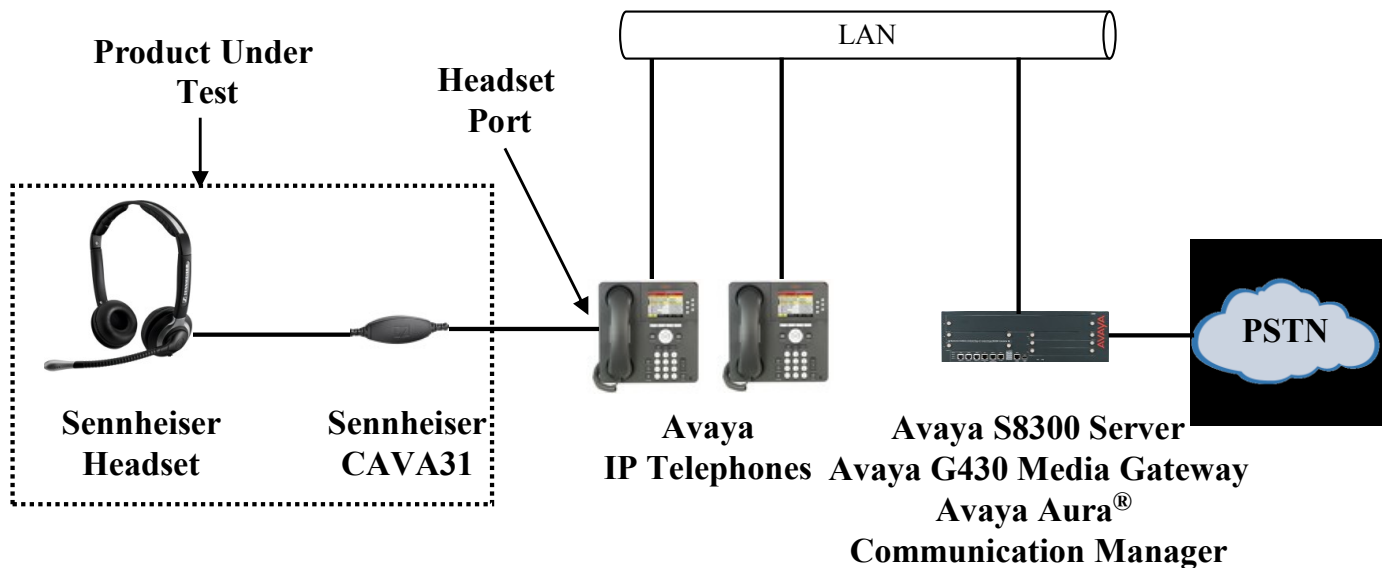 LAN
Product Under
Test
Headset
Port
AVAYA
PSTN
Sennheiser
Headset
Sennheiser
CAVA31
Avaya
IP Telephones
Avaya S8300 Server
Avaya G430 Media Gateway
Avaya Aura®
Communication Manager